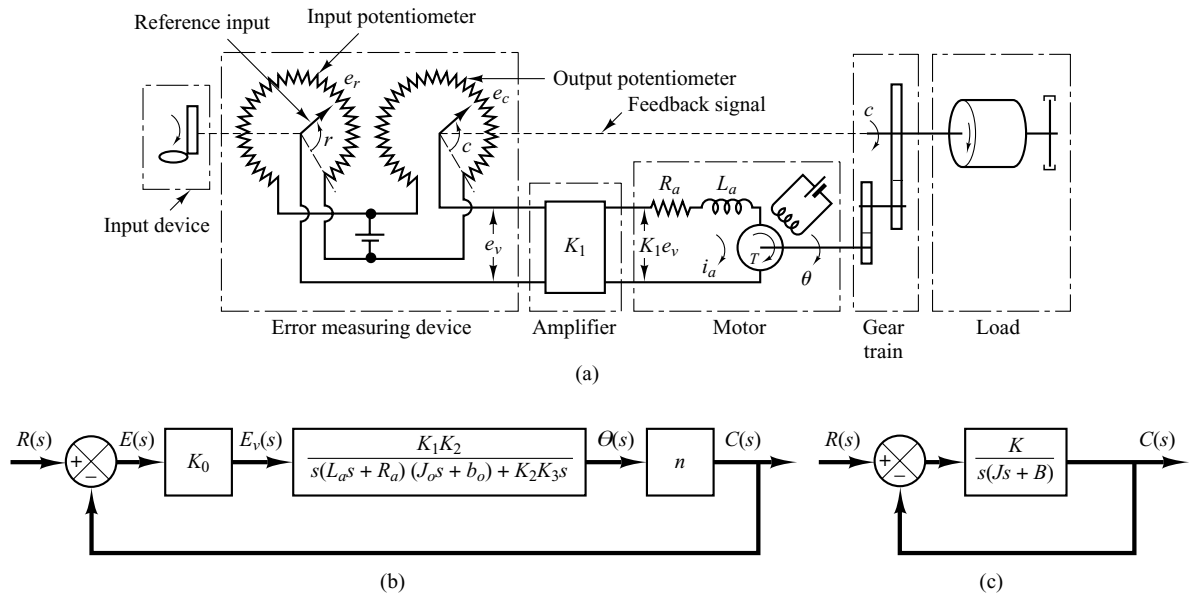 Reference input
Input potentiometer
e_r
Output potentiometer
e_c
Feedback signal
r
c
c
Input device
R_a
L_a
e_v
K_1
K_1e_v
i_a
T
θ
Error measuring device
Amplifier
Motor
Gear
train
Load
(a)
R(s)
+
−
E(s)
K_0
E_v(s)
K_1K_2
s(L_as + R_a) (J_os + b_o) + K_2K_3s
Θ(s)
n
C(s)
(b)
R(s)
+
−
K
s(Js + B)
C(s)
(c)